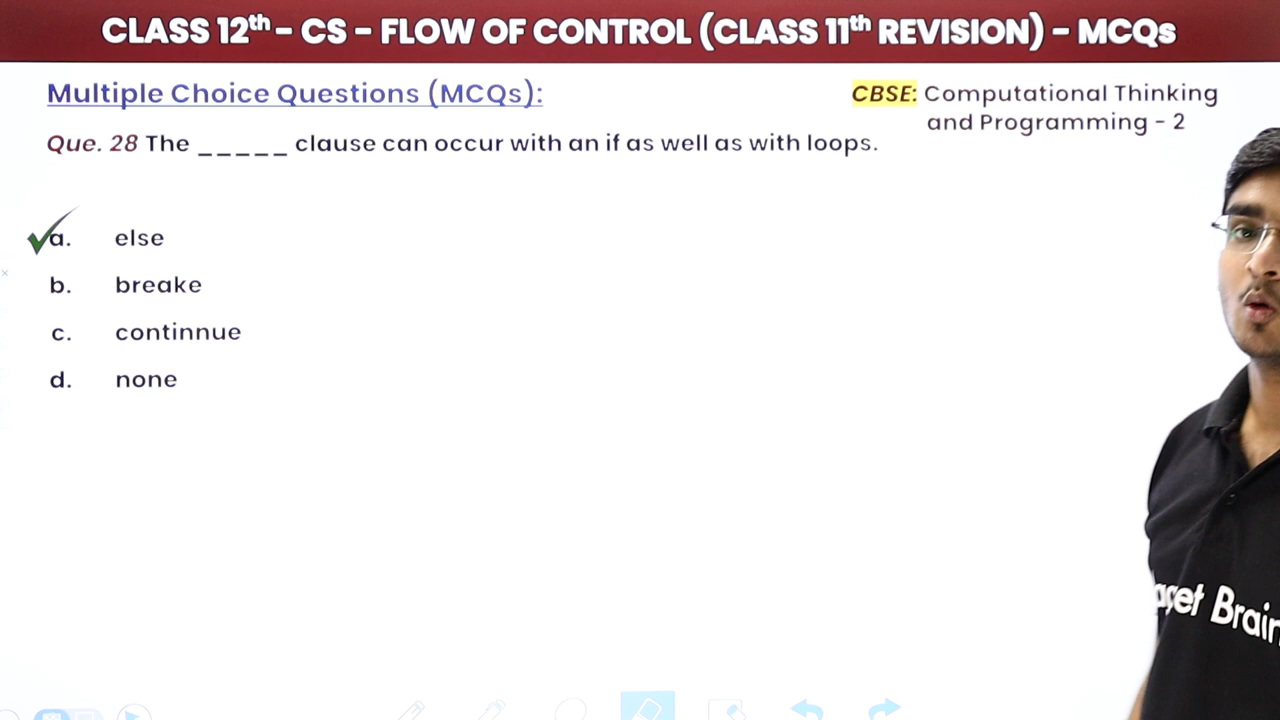 CLASS 12th - CS - FLOW OF CONTROL (CLASS 11th REVISION) - MCQs
Multiple Choice Questions (MCQs):
CBSE: Computational Thinking
and Programming - 2
Que. 28 The _____ clause can occur with an if as well as with loops.
a. else
b. breake
c. continnue
d. none
Brain